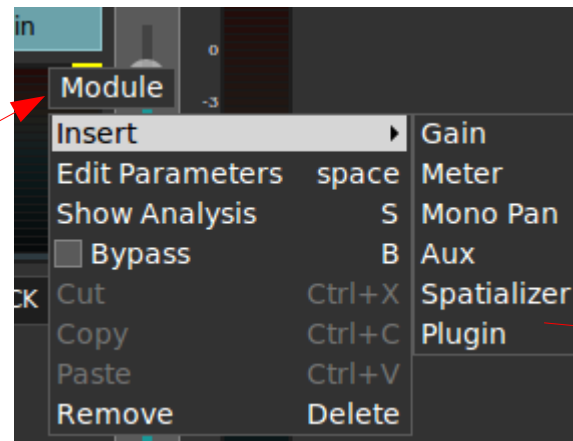 in
0
Module
-3
Insert Gain
Edit Parameters space Meter
Show Analysis S Mono Pan
Bypass B Aux
CK Cut Ctrl+X Spatializer
Copy Ctrl+C Plugin
Paste Ctrl+V
Remove Delete